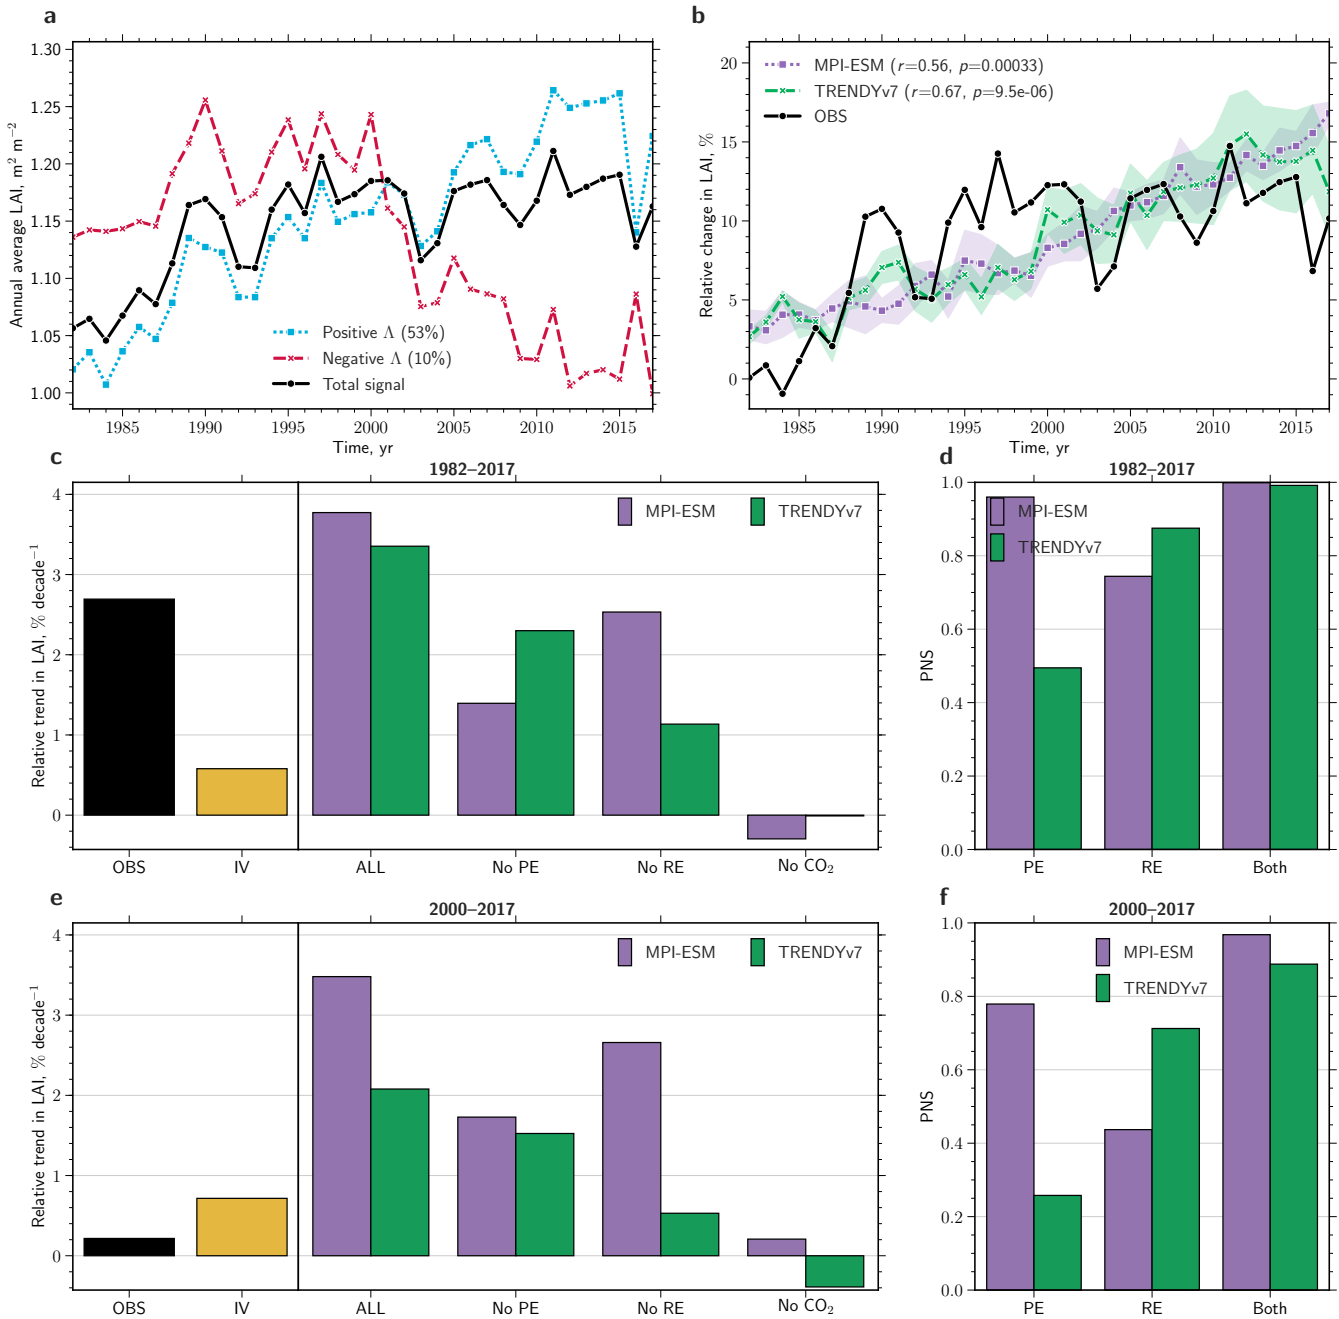 a
Annual average LAI, m² m⁻²
1.30
1.25
1.20
1.15
1.10
1.05
1.00
Positive Λ (53%)
Negative Λ (10%)
Total signal
1985 1990 1995 2000 2005 2010 2015
Time, yr
b
Relative change in LAI, %
20
15
10
5
0
MPI-ESM (r=0.56, p=0.00033)
TRENDYv7 (r=0.67, p=9.5e-06)
OBS
1985 1990 1995 2000 2005 2010 2015
Time, yr
c
1982–2017
Relative trend in LAI, % decade⁻¹
4
3
2
1
0
MPI-ESM TRENDYv7
OBS IV ALL No PE No RE No CO₂
d
1982–2017
PNS
1.0
0.8
0.6
0.4
0.2
0.0
MPI-ESM
TRENDYv7
PE RE Both
e
2000–2017
Relative trend in LAI, % decade⁻¹
4
3
2
1
0
MPI-ESM TRENDYv7
OBS IV ALL No PE No RE No CO₂
f
2000–2017
PNS
1.0
0.8
0.6
0.4
0.2
0.0
MPI-ESM
TRENDYv7
PE RE Both